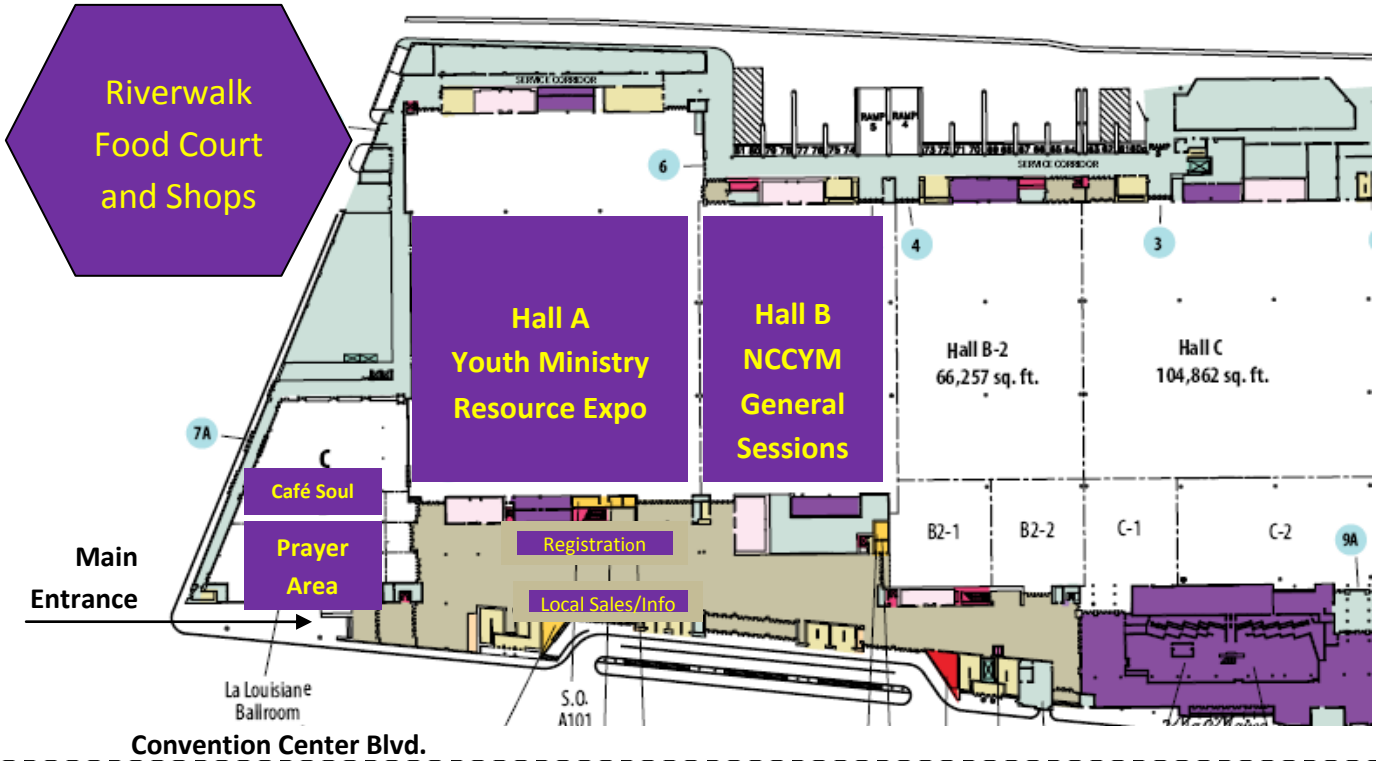 Riverwalk
Food Court
and Shops
SERVICE CORRIDOR
RAMP
5
RAMP
4
SERVICE CORRIDOR
6
4
3
Hall A
Youth Ministry
Resource Expo
Hall B
NCCYM
General
Sessions
Hall B-2
66,257 sq. ft.
Hall C
104,862 sq. ft.
7A
C
Café Soul
Prayer
Area
Main
Entrance
Registration
Local Sales/Info
B2-1
B2-2
C-1
C-2
9A
La Louisiane
Ballroom
S.O.
A101
Convention Center Blvd.